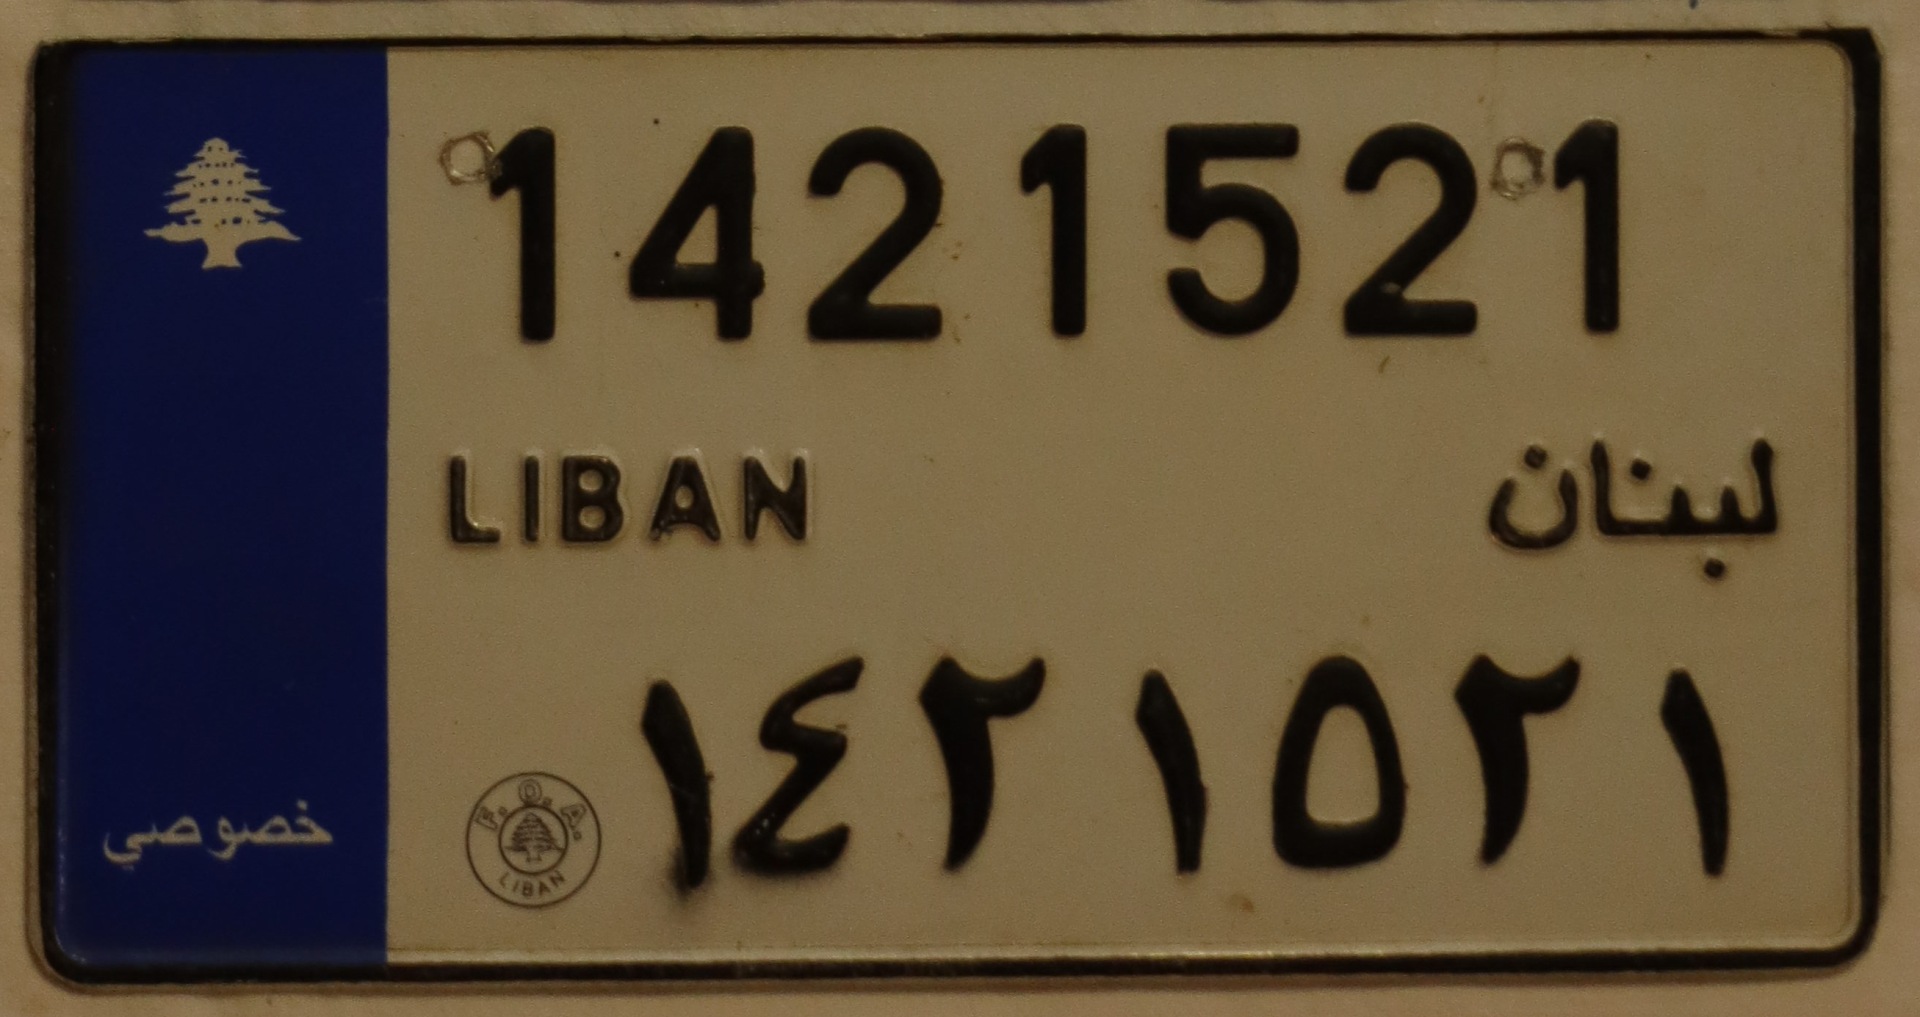 1421521
LIBAN لبنان
١٤٢١٥٢١
خصوصي
F.O.A.
LIBAN